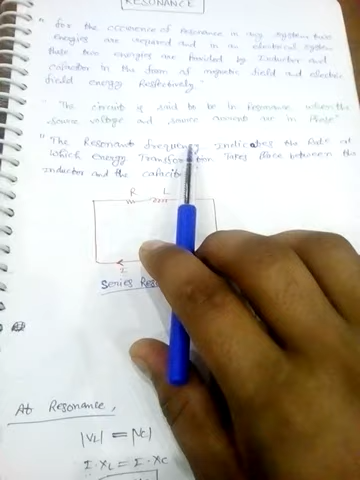 RESONANCE
" for the occurence of Resonance in any system two
energies are required and in an electrical system
these two energies are Provided by Inductor and
Capacitor in the form of magnetic field and electric
field energy Respectively "
" The circuit is said to be in Resonance when the
source voltage and source current are in Phase "
" The Resonant frequency indicates the Rate at
which energy Transformation Takes Place between the
inductor and the capacitor
R L
I
Series Res
At Resonance,
|VL| = |VC|
I. XL = I. XC